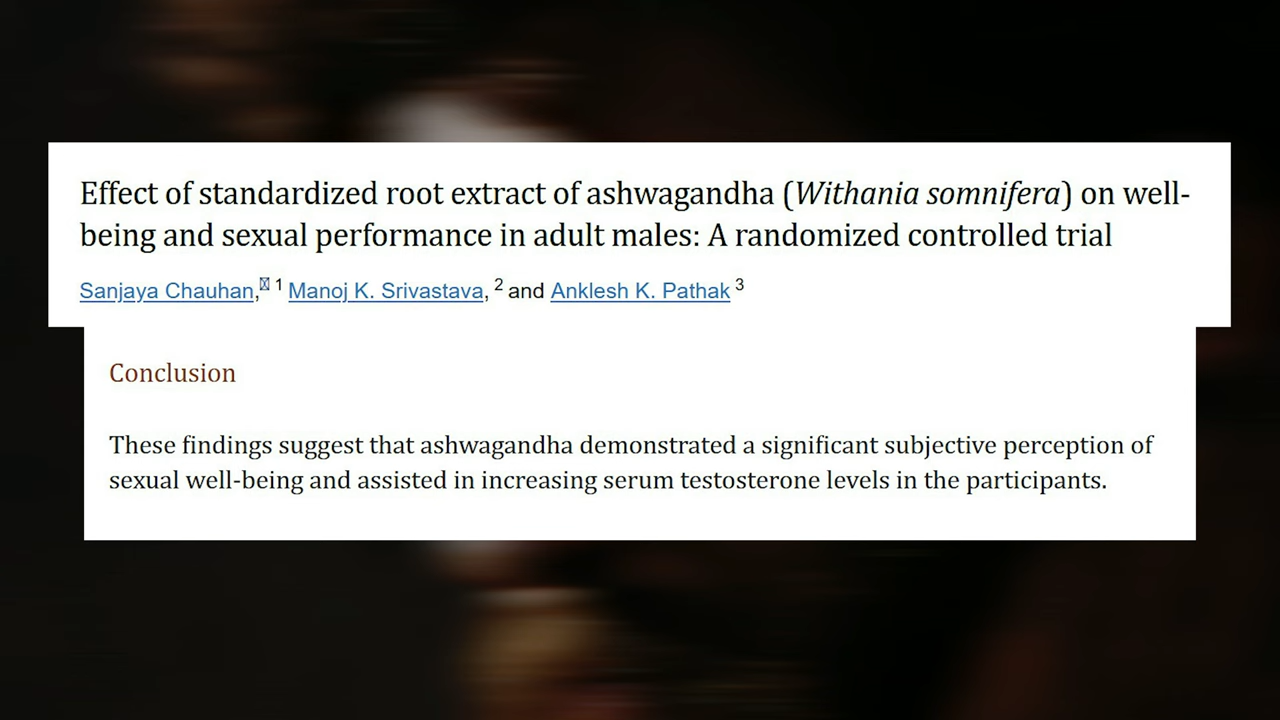 Effect of standardized root extract of ashwagandha (Withania somnifera) on well-
being and sexual performance in adult males: A randomized controlled trial
Sanjaya Chauhan, 1 Manoj K. Srivastava, 2 and Anklesh K. Pathak 3
Conclusion
These findings suggest that ashwagandha demonstrated a significant subjective perception of
sexual well-being and assisted in increasing serum testosterone levels in the participants.